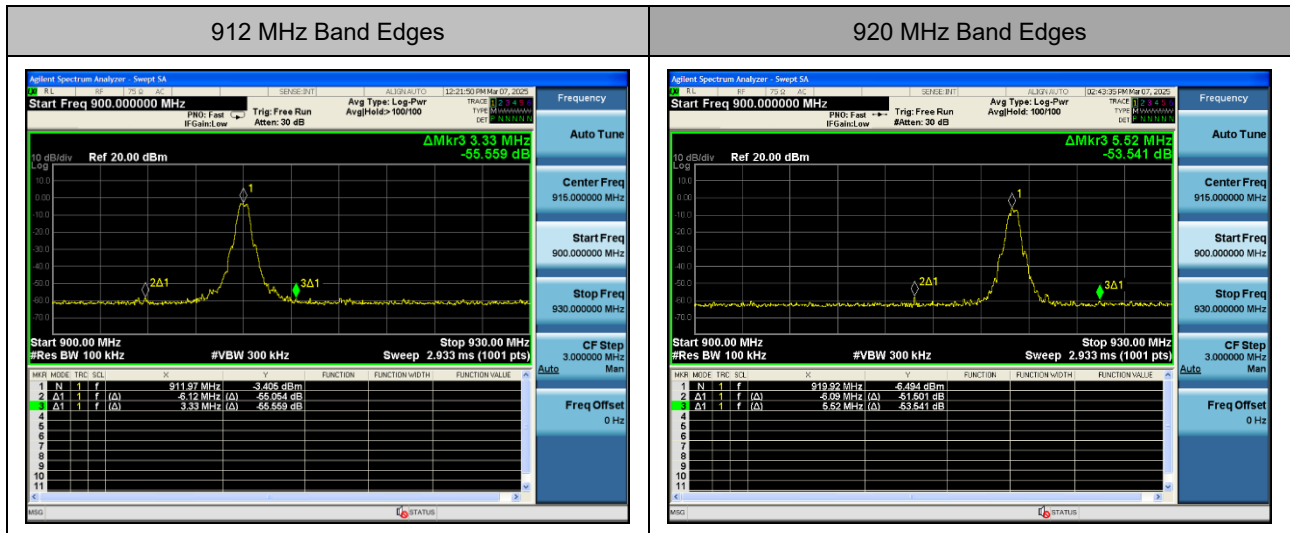 912 MHz Band Edges
920 MHz Band Edges
Agilent Spectrum Analyzer - Swept SA
RL RF 75 Ω AC SENSE:INT ALIGN AUTO 12:21:50 PM Mar 07, 2025
Start Freq 900.000000 MHz
PNO: Fast
IFGain:Low
Trig: Free Run
Atten: 30 dB
Avg Type: Log-Pwr
Avg|Hold:> 100/100
TRACE 1 2 3 4 5 6
TYPE M
DET P N N N N N
ΔMkr3 3.33 MHz
-55.559 dB
10 dB/div Ref 20.00 dBm
Log
10.0
0.00
-10.0
-20.0
-30.0
-40.0
-50.0
-60.0
-70.0
1
2Δ1
3Δ1
Start 900.00 MHz Stop 930.00 MHz
#Res BW 100 kHz #VBW 300 kHz Sweep 2.933 ms (1001 pts)
MKR MODE TRC SCL X Y FUNCTION FUNCTION WIDTH FUNCTION VALUE
1 N 1 f 911.97 MHz -3.405 dBm
2 Δ1 1 f (Δ) -6.12 MHz (Δ) -55.054 dB
3 Δ1 1 f (Δ) 3.33 MHz (Δ) -55.559 dB
4
5
6
7
8
9
10
11
MSG STATUS
Frequency
Auto Tune
Center Freq
915.000000 MHz
Start Freq
900.000000 MHz
Stop Freq
930.000000 MHz
CF Step
3.000000 MHz
Auto Man
Freq Offset
0 Hz
Agilent Spectrum Analyzer - Swept SA
RL RF 75 Ω AC SENSE:INT ALIGN AUTO 02:43:35 PM Mar 07, 2025
Start Freq 900.000000 MHz
PNO: Fast
IFGain:Low
Trig: Free Run
#Atten: 30 dB
Avg Type: Log-Pwr
Avg|Hold: 100/100
TRACE 1 2 3 4 5 6
TYPE M
DET P N N N N N
ΔMkr3 5.52 MHz
-53.541 dB
10 dB/div Ref 20.00 dBm
Log
10.0
0.00
-10.0
-20.0
-30.0
-40.0
-50.0
-60.0
-70.0
1
2Δ1
3Δ1
Start 900.00 MHz Stop 930.00 MHz
#Res BW 100 kHz #VBW 300 kHz Sweep 2.933 ms (1001 pts)
MKR MODE TRC SCL X Y FUNCTION FUNCTION WIDTH FUNCTION VALUE
1 N 1 f 919.92 MHz -6.494 dBm
2 Δ1 1 f (Δ) -6.09 MHz (Δ) -51.501 dB
3 Δ1 1 f (Δ) 5.52 MHz (Δ) -53.541 dB
4
5
6
7
8
9
10
11
MSG STATUS
Frequency
Auto Tune
Center Freq
915.000000 MHz
Start Freq
900.000000 MHz
Stop Freq
930.000000 MHz
CF Step
3.000000 MHz
Auto Man
Freq Offset
0 Hz